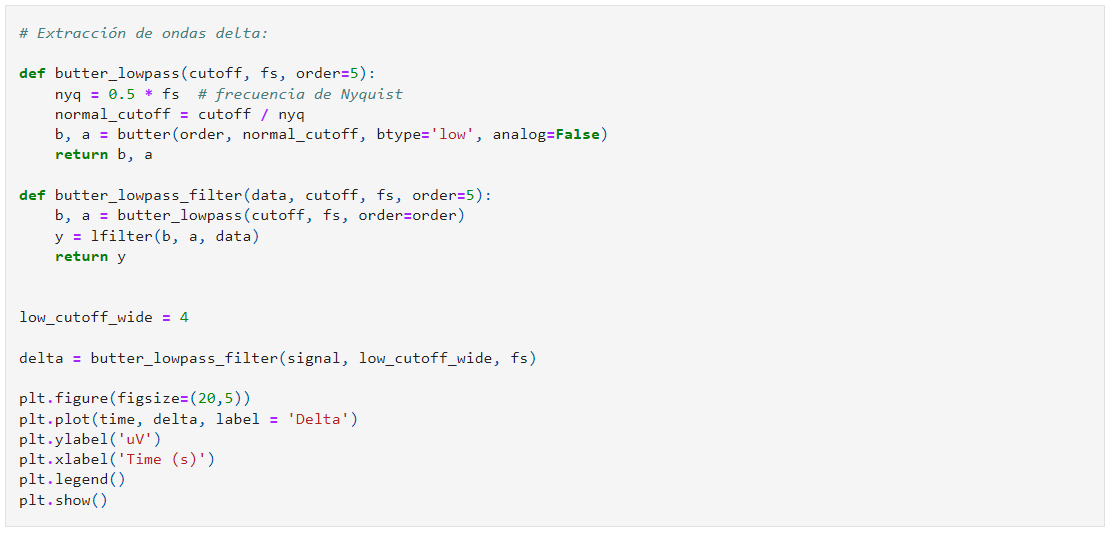 # Extracción de ondas delta:
def butter_lowpass(cutoff, fs, order=5):
    nyq = 0.5 * fs  # frecuencia de Nyquist
    normal_cutoff = cutoff / nyq
    b, a = butter(order, normal_cutoff, btype='low', analog=False)
    return b, a
def butter_lowpass_filter(data, cutoff, fs, order=5):
    b, a = butter_lowpass(cutoff, fs, order=order)
    y = lfilter(b, a, data)
    return y
low_cutoff_wide = 4
delta = butter_lowpass_filter(signal, low_cutoff_wide, fs)
plt.figure(figsize=(20,5))
plt.plot(time, delta, label = 'Delta')
plt.ylabel('uV')
plt.xlabel('Time (s)')
plt.legend()
plt.show()